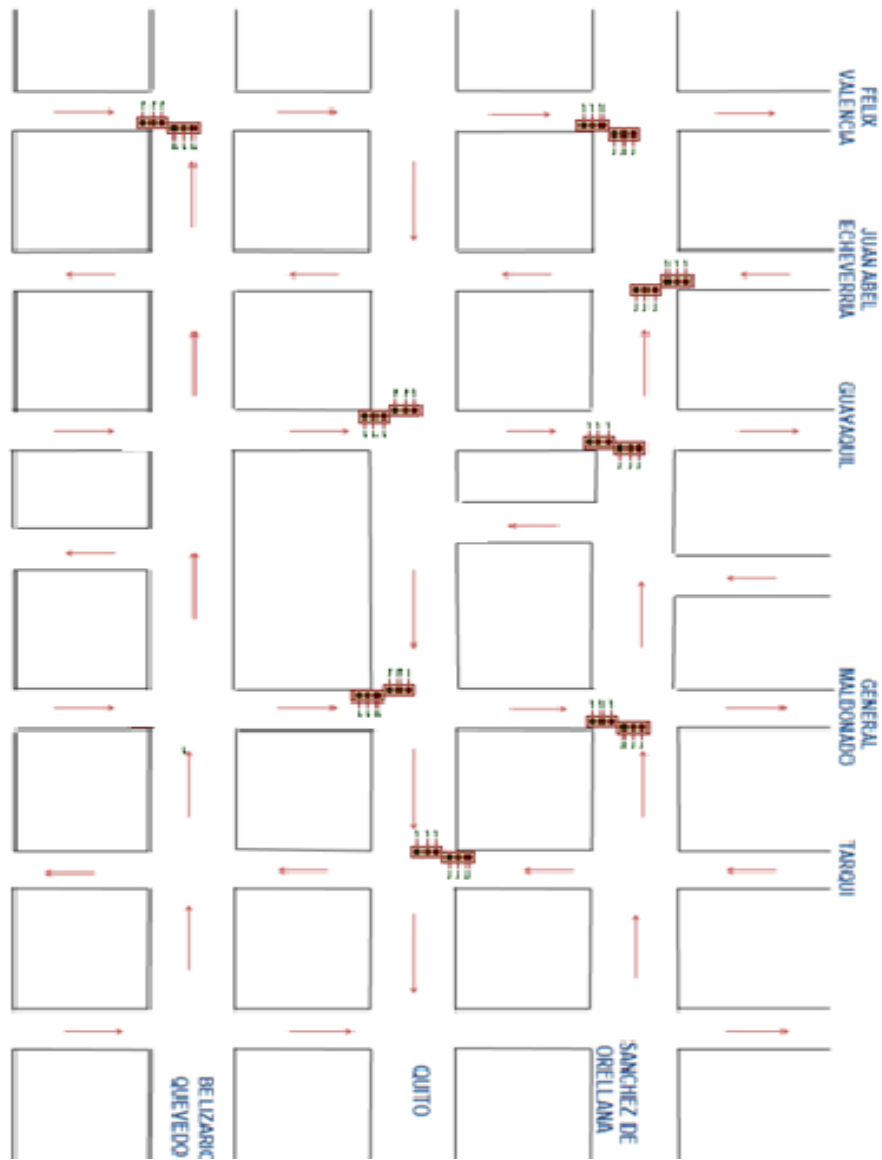 FELIX
VALENCIA
JUAN ABEL
ECHEVERRIA
GUAYAQUIL
GENERAL
MALDONADO
TARQUI
SANCHEZ DE
ORELLANA
QUITO
BELIZARIO
QUEVEDO